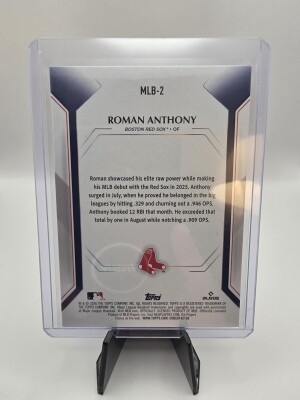 MLB-2
ROMAN ANTHONY
BOSTON RED SOX™ • OF
Roman showcased his elite raw power while making
his MLB debut with the Red Sox in 2025. Anthony
surged in July, when he proved he belonged in the big
leagues by hitting .329 and churning out a .946 OPS.
Anthony booked 12 RBI that month. He exceeded that
total by one in August while notching a .909 OPS.
Topps
PLAYERS